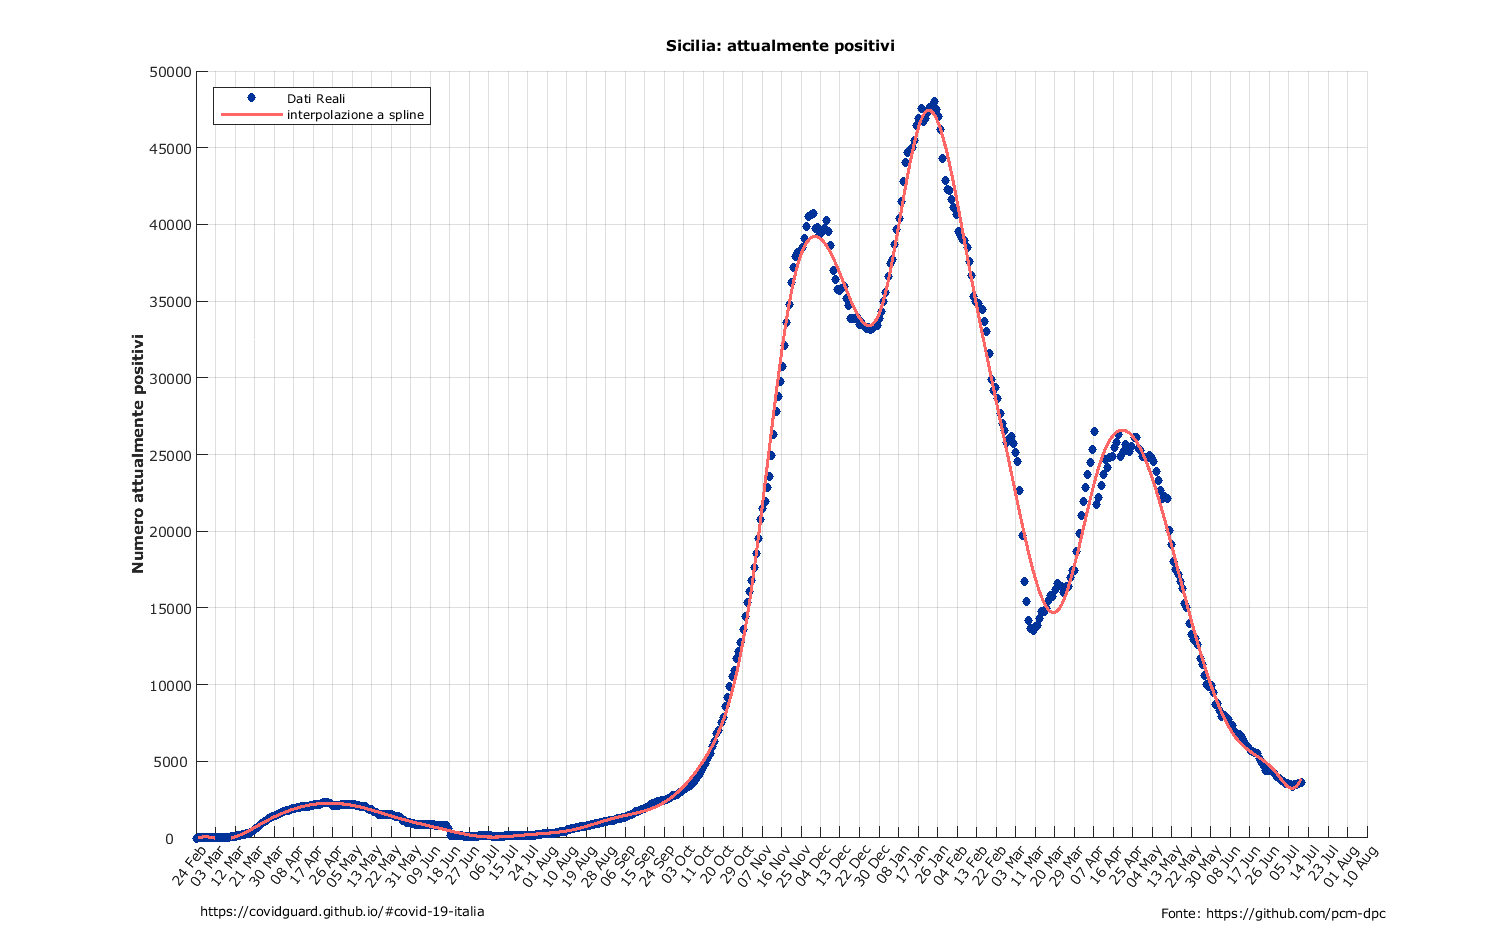 Sicilia: attualmente positivi
Dati Reali
interpolazione a spline
Numero attualmente positivi
50000
45000
40000
35000
30000
25000
20000
15000
10000
5000
0
24 Feb
03 Mar
12 Mar
21 Mar
30 Mar
08 Apr
17 Apr
26 Apr
05 May
13 May
22 May
31 May
09 Jun
18 Jun
27 Jun
06 Jul
15 Jul
24 Jul
01 Aug
10 Aug
19 Aug
28 Aug
06 Sep
15 Sep
24 Sep
03 Oct
11 Oct
20 Oct
29 Oct
07 Nov
16 Nov
25 Nov
04 Dec
13 Dec
22 Dec
30 Dec
08 Jan
17 Jan
26 Jan
04 Feb
13 Feb
22 Feb
03 Mar
11 Mar
20 Mar
29 Mar
07 Apr
16 Apr
25 Apr
04 May
13 May
22 May
30 May
08 Jun
17 Jun
26 Jun
05 Jul
14 Jul
23 Jul
01 Aug
10 Aug
https://covidguard.github.io/#covid-19-italia
Fonte: https://github.com/pcm-dpc